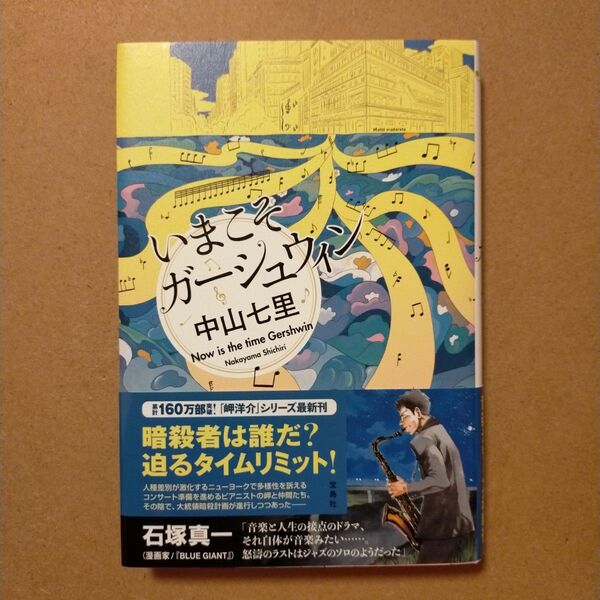 いまこそ
ガーシュウィン
中山七里
Now is the time Gershwin
Nakayama Shichiri
累計160万部突破!「岬洋介」シリーズ最新刊
暗殺者は誰だ?
迫るタイムリミット!
人種差別が激化するニューヨークで多様性を訴える
コンサート準備を進めるピアニストの岬と仲間たち。
その陰で、大統領暗殺計画が進行しつつあった——
宝島社
石塚真一
(漫画家/『BLUE GIANT』)
「音楽と人生の接点のドラマ、
それ自体が音楽みたい……。
怒濤のラストはジャズのソロのようだった」